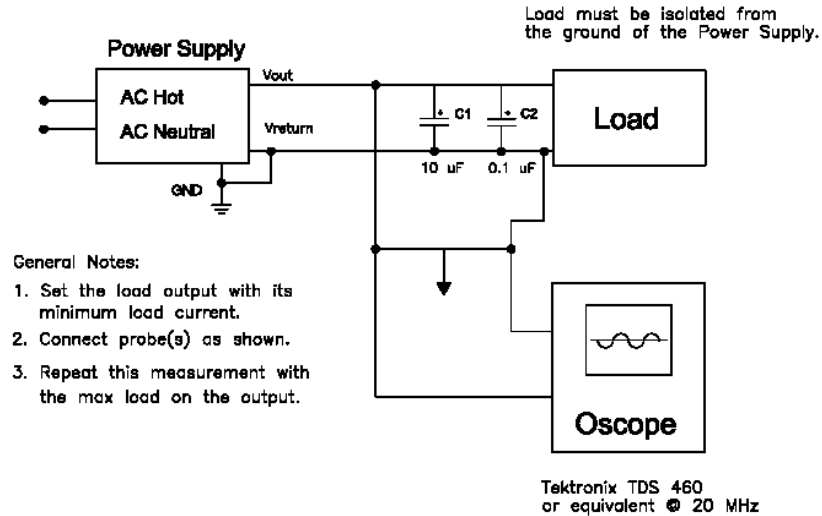 Load must be isolated from
the ground of the Power Supply.
Power Supply
Vout
AC Hot
AC Neutral
Vreturn
C1
C2
Load
10 uF
0.1 uF
GND
General Notes:
1. Set the load output with its
minimum load current.
2. Connect probe(s) as shown.
3. Repeat this measurement with
the max load on the output.
Oscope
Tektronix TDS 460
or equivalent @ 20 MHz